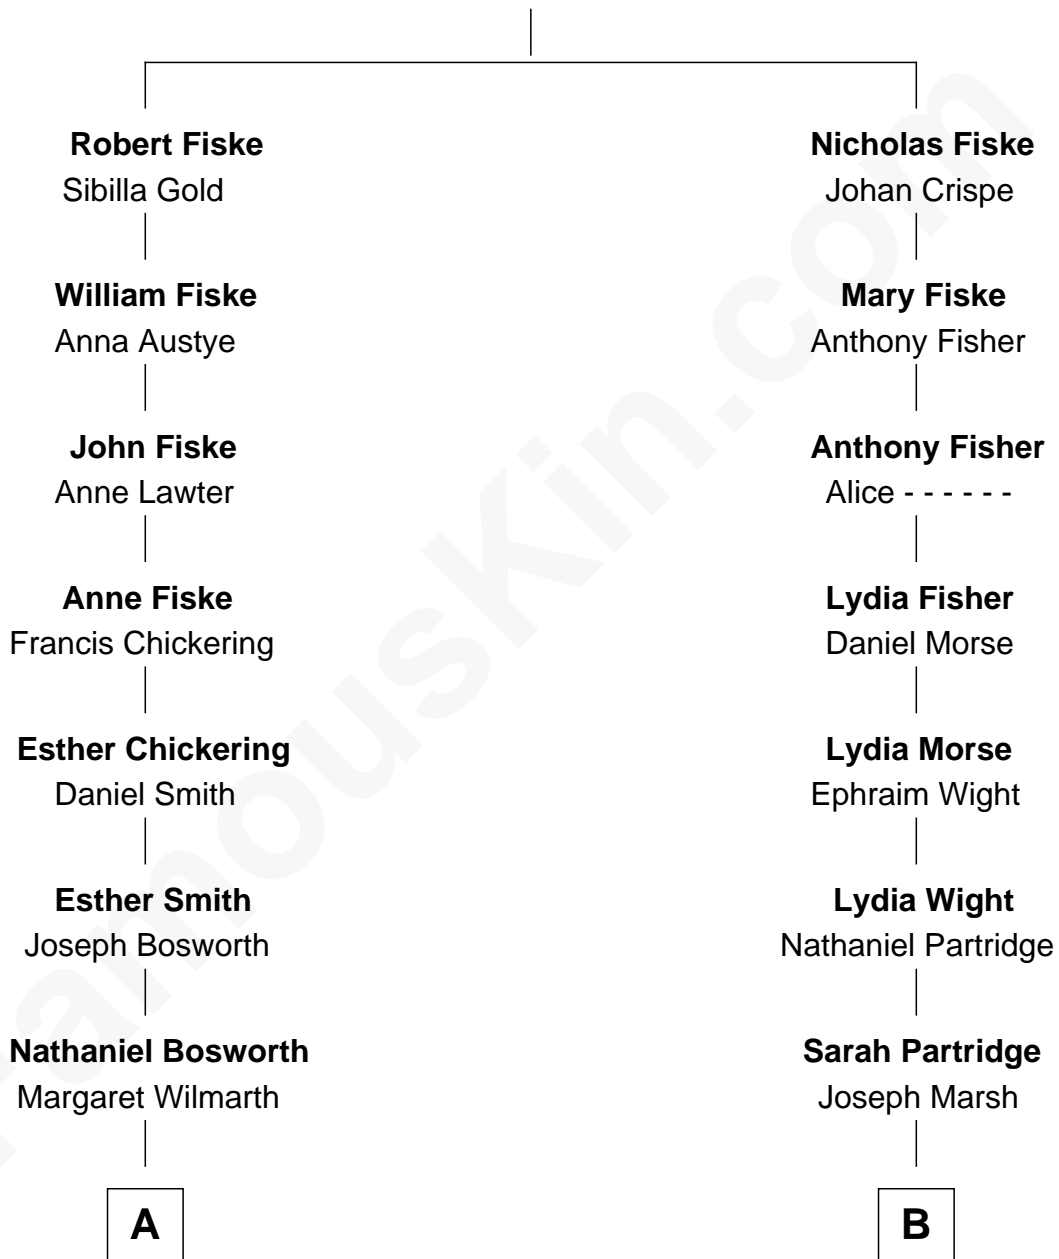 Robert Fiske
Sibilla Gold
William Fiske
Anna Austye
John Fiske
Anne Lawter
Anne Fiske
Francis Chickering
Esther Chickering
Daniel Smith
Esther Smith
Joseph Bosworth
Nathaniel Bosworth
Margaret Wilmarth
A
Nicholas Fiske
Johan Crispe
Mary Fiske
Anthony Fisher
Anthony Fisher
Alice - - - - - -
Lydia Fisher
Daniel Morse
Lydia Morse
Ephraim Wight
Lydia Wight
Nathaniel Partridge
Sarah Partridge
Joseph Marsh
B
FamousKin.com